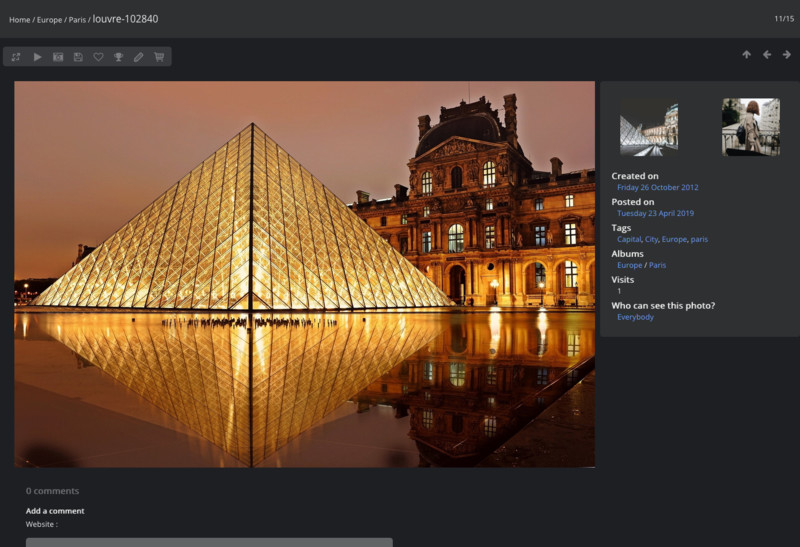 Home / Europe / Paris / louvre-102840
11/15
Created on
Friday 26 October 2012
Posted on
Tuesday 23 April 2019
Tags
Capital, City, Europe, paris
Albums
Europe / Paris
Visits
1
Who can see this photo?
Everybody
0 comments
Add a comment
Website :